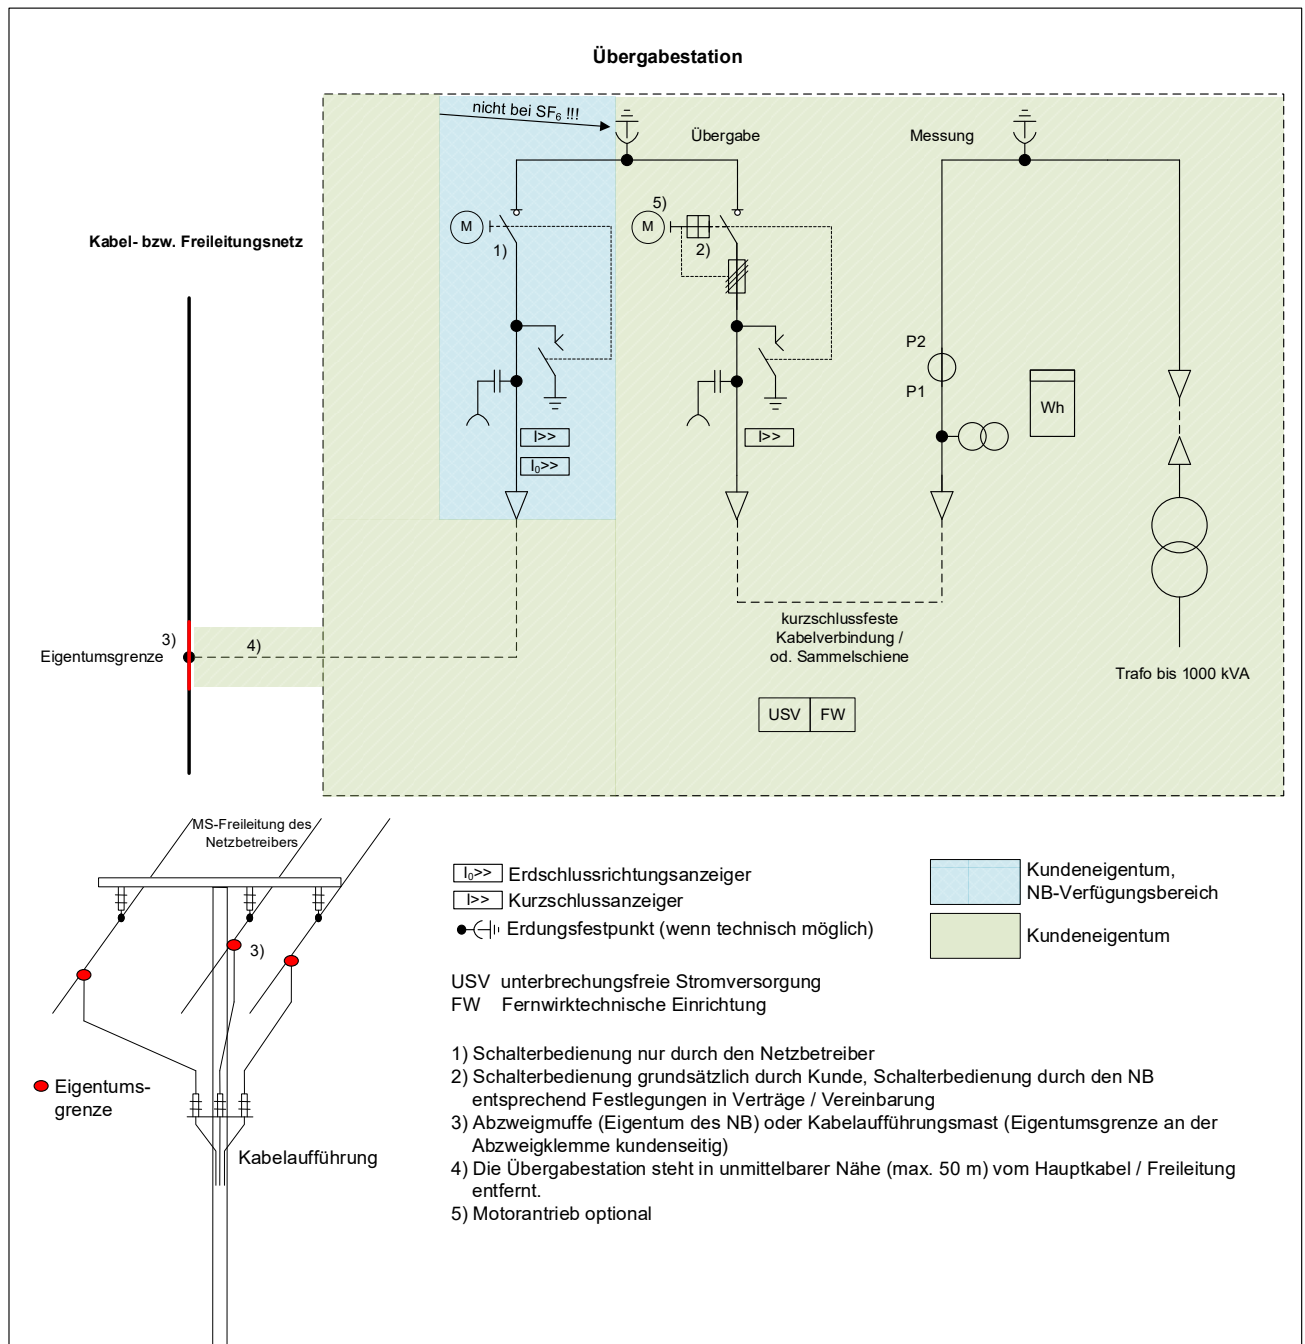 Übergabestation
nicht bei SF₆ !!!
Übergabe
Messung
5)
M
M
1)
2)
Kabel- bzw. Freileitungsnetz
P2
P1
Wh
I>>
I>>
I₀>>
3)
4)
Eigentumsgrenze
kurzschlussfeste
Kabelverbindung /
od. Sammelschiene
Trafo bis 1000 kVA
USV FW
MS-Freileitung des
Netzbetreibers
3)
Eigentums-
grenze
Kabelaufführung
I₀>> Erdschlussrichtungsanzeiger
I>> Kurzschlussanzeiger
Erdungsfestpunkt (wenn technisch möglich)
Kundeneigentum,
NB-Verfügungsbereich
Kundeneigentum
USV unterbrechungsfreie Stromversorgung
FW Fernwirktechnische Einrichtung
1) Schalterbedienung nur durch den Netzbetreiber
2) Schalterbedienung grundsätzlich durch Kunde, Schalterbedienung durch den NB
entsprechend Festlegungen in Verträge / Vereinbarung
3) Abzweigmuffe (Eigentum des NB) oder Kabelaufführungsmast (Eigentumsgrenze an der
Abzweigklemme kundenseitig)
4) Die Übergabestation steht in unmittelbarer Nähe (max. 50 m) vom Hauptkabel / Freileitung
entfernt.
5) Motorantrieb optional